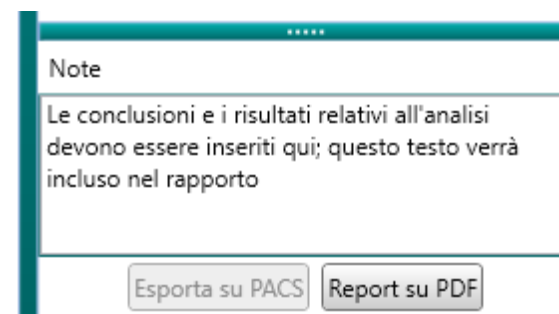 Note
Le conclusioni e i risultati relativi all'analisi
devono essere inseriti qui; questo testo verrà
incluso nel rapporto
Esporta su PACS Report su PDF